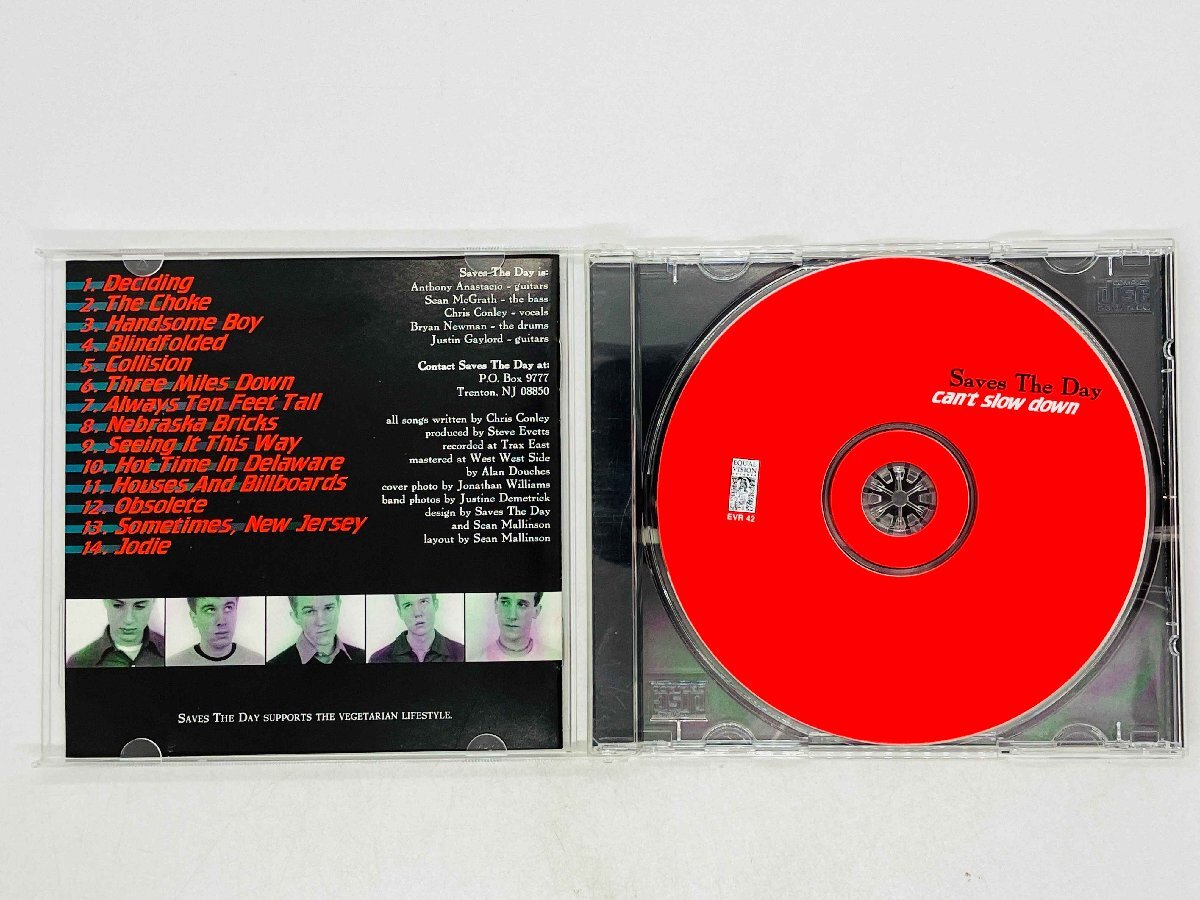 1. Deciding
2. The Choke
3. Handsome Boy
4. Blindfolded
5. Collision
6. Three Miles Down
7. Always Ten Feet Tall
8. Nebraska Bricks
9. Seeing It This Way
10. Hot Time In Delaware
11. Houses And Billboards
12. Obsolete
13. Sometimes, New Jersey
14. Jodie
Saves The Day is:
Anthony Anastacio - guitars
Sean McGrath - the bass
Chris Conley - vocals
Bryan Newman - the drums
Justin Gaylord - guitars
Contact Saves The Day at:
P.O. Box 9777
Trenton, NJ 08850
all songs written by Chris Conley
produced by Steve Evetts
recorded at Trax East
mastered at West West Side
by Alan Douches
cover photo by Jonathan Williams
band photos by Justine Demetrick
design by Saves The Day
and Sean Mallinson
layout by Sean Mallinson
SAVES THE DAY SUPPORTS THE VEGETARIAN LIFESTYLE.
Saves The Day
can't slow down
EQUAL
VISION
EVR 42
COMPACT
disc